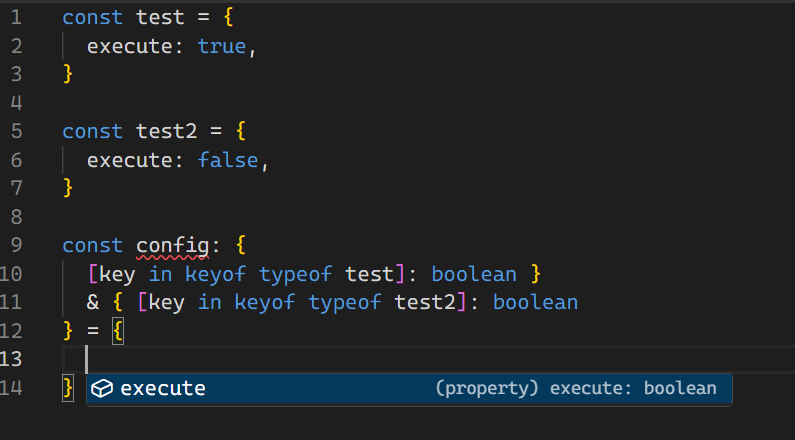 1 const test = {
2 execute: true,
3 }
4
5 const test2 = {
6 execute: false,
7 }
8
9 const config: {
10 [key in keyof typeof test]: boolean }
11 & { [key in keyof typeof test2]: boolean
12 } = {
13
14 } execute (property) execute: boolean